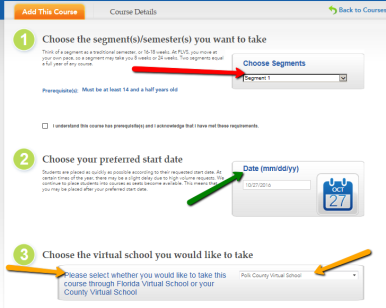 Add This Course Course Details Back to Courses
1 Choose the segment(s)/semester(s) you want to take
Think of a segment as a traditional semester, or 16-18 weeks. At FLVS, you move at
your own pace, so a segment may take you 8 weeks or 24 weeks. Two segments equal
a full year of any course.
Choose Segments
Segment 1
Prerequisite(s): Must be at least 14 and a half years old
I understand this course has prerequisite(s) and I acknowledge that I have met these requirements.
2 Choose your preferred start date
Students are placed as quickly as possible according to their requested start date. At
certain times of the year, there may be a slight delay due to high volume requests. We
continue to place students into courses as seats become available. This means that
you may be placed after your preferred start date.
Date (mm/dd/yy)
10/27/2016
OCT
27
3 Choose the virtual school you would like to take
Please select whether you would like to take this
course through Florida Virtual School or your
County Virtual School
Polk County Virtual School